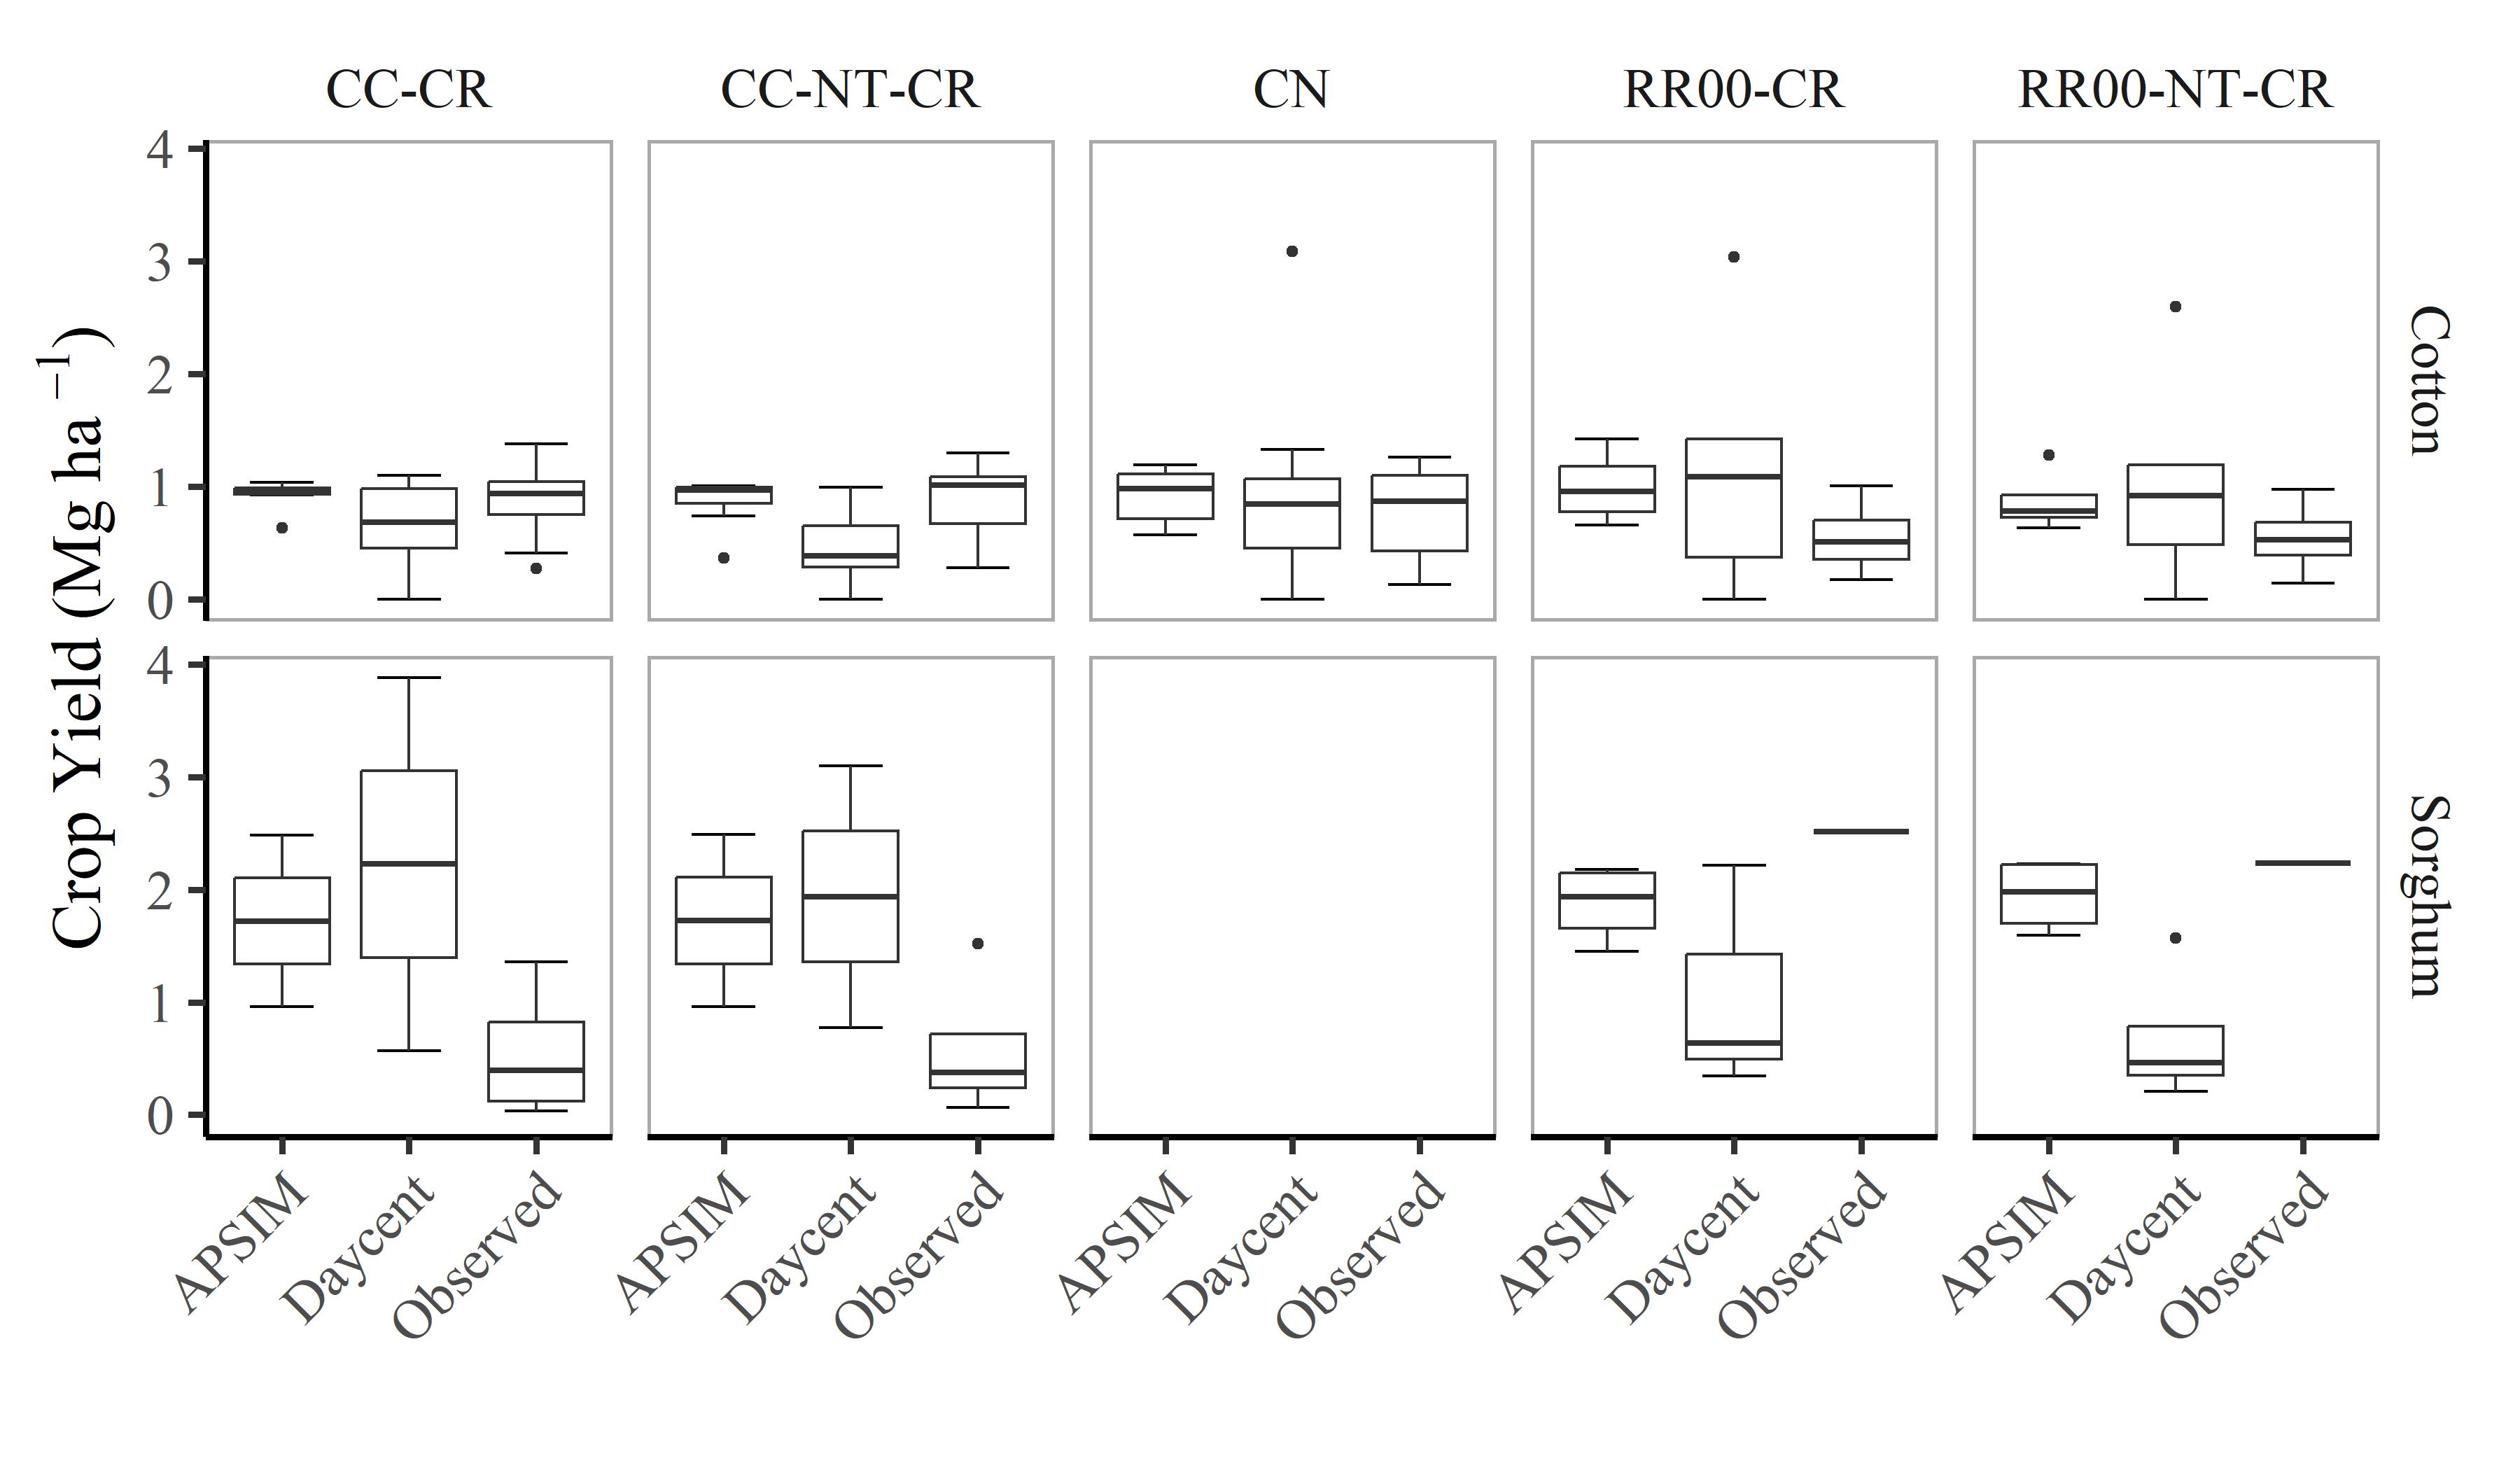 CC-CR CC-NT-CR CN RR00-CR RR00-NT-CR
Crop Yield (Mg ha ⁻¹)
4
3
2
1
0
Cotton
4
3
2
1
0
Sorghum
APSIM Daycent Observed APSIM Daycent Observed APSIM Daycent Observed APSIM Daycent Observed APSIM Daycent Observed